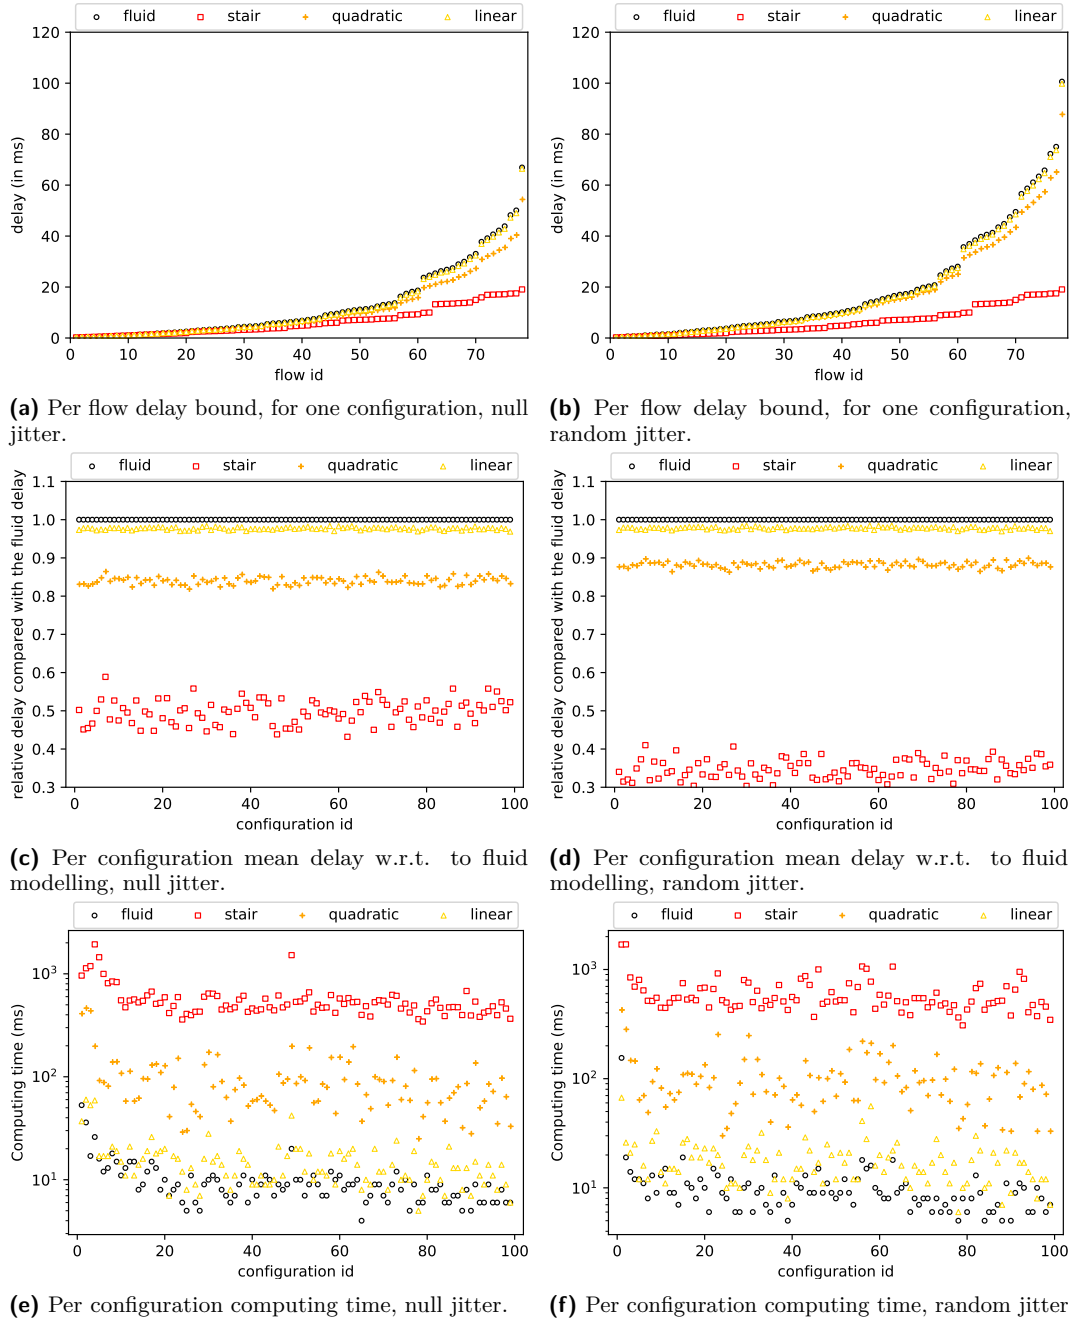 fluid stair quadratic linear
120
100
80
60
40
20
0
delay (in ms)
0 10 20 30 40 50 60 70
flow id
(a) Per flow delay bound, for one configuration, null
jitter.
fluid stair quadratic linear
120
100
80
60
40
20
0
delay (in ms)
0 10 20 30 40 50 60 70
flow id
(b) Per flow delay bound, for one configuration,
random jitter.
fluid stair quadratic linear
1.1
1.0
0.9
0.8
0.7
0.6
0.5
0.4
0.3
relative delay compared with the fluid delay
0 20 40 60 80 100
configuration id
(c) Per configuration mean delay w.r.t. to fluid
modelling, null jitter.
fluid stair quadratic linear
1.1
1.0
0.9
0.8
0.7
0.6
0.5
0.4
0.3
relative delay compared with the fluid delay
0 20 40 60 80 100
configuration id
(d) Per configuration mean delay w.r.t. to fluid
modelling, random jitter.
fluid stair quadratic linear
10³
10²
10¹
Computing time (ms)
0 20 40 60 80 100
configuration id
(e) Per configuration computing time, null jitter.
fluid stair quadratic linear
10³
10²
10¹
Computing time (ms)
0 20 40 60 80 100
configuration id
(f) Per configuration computing time, random jitter